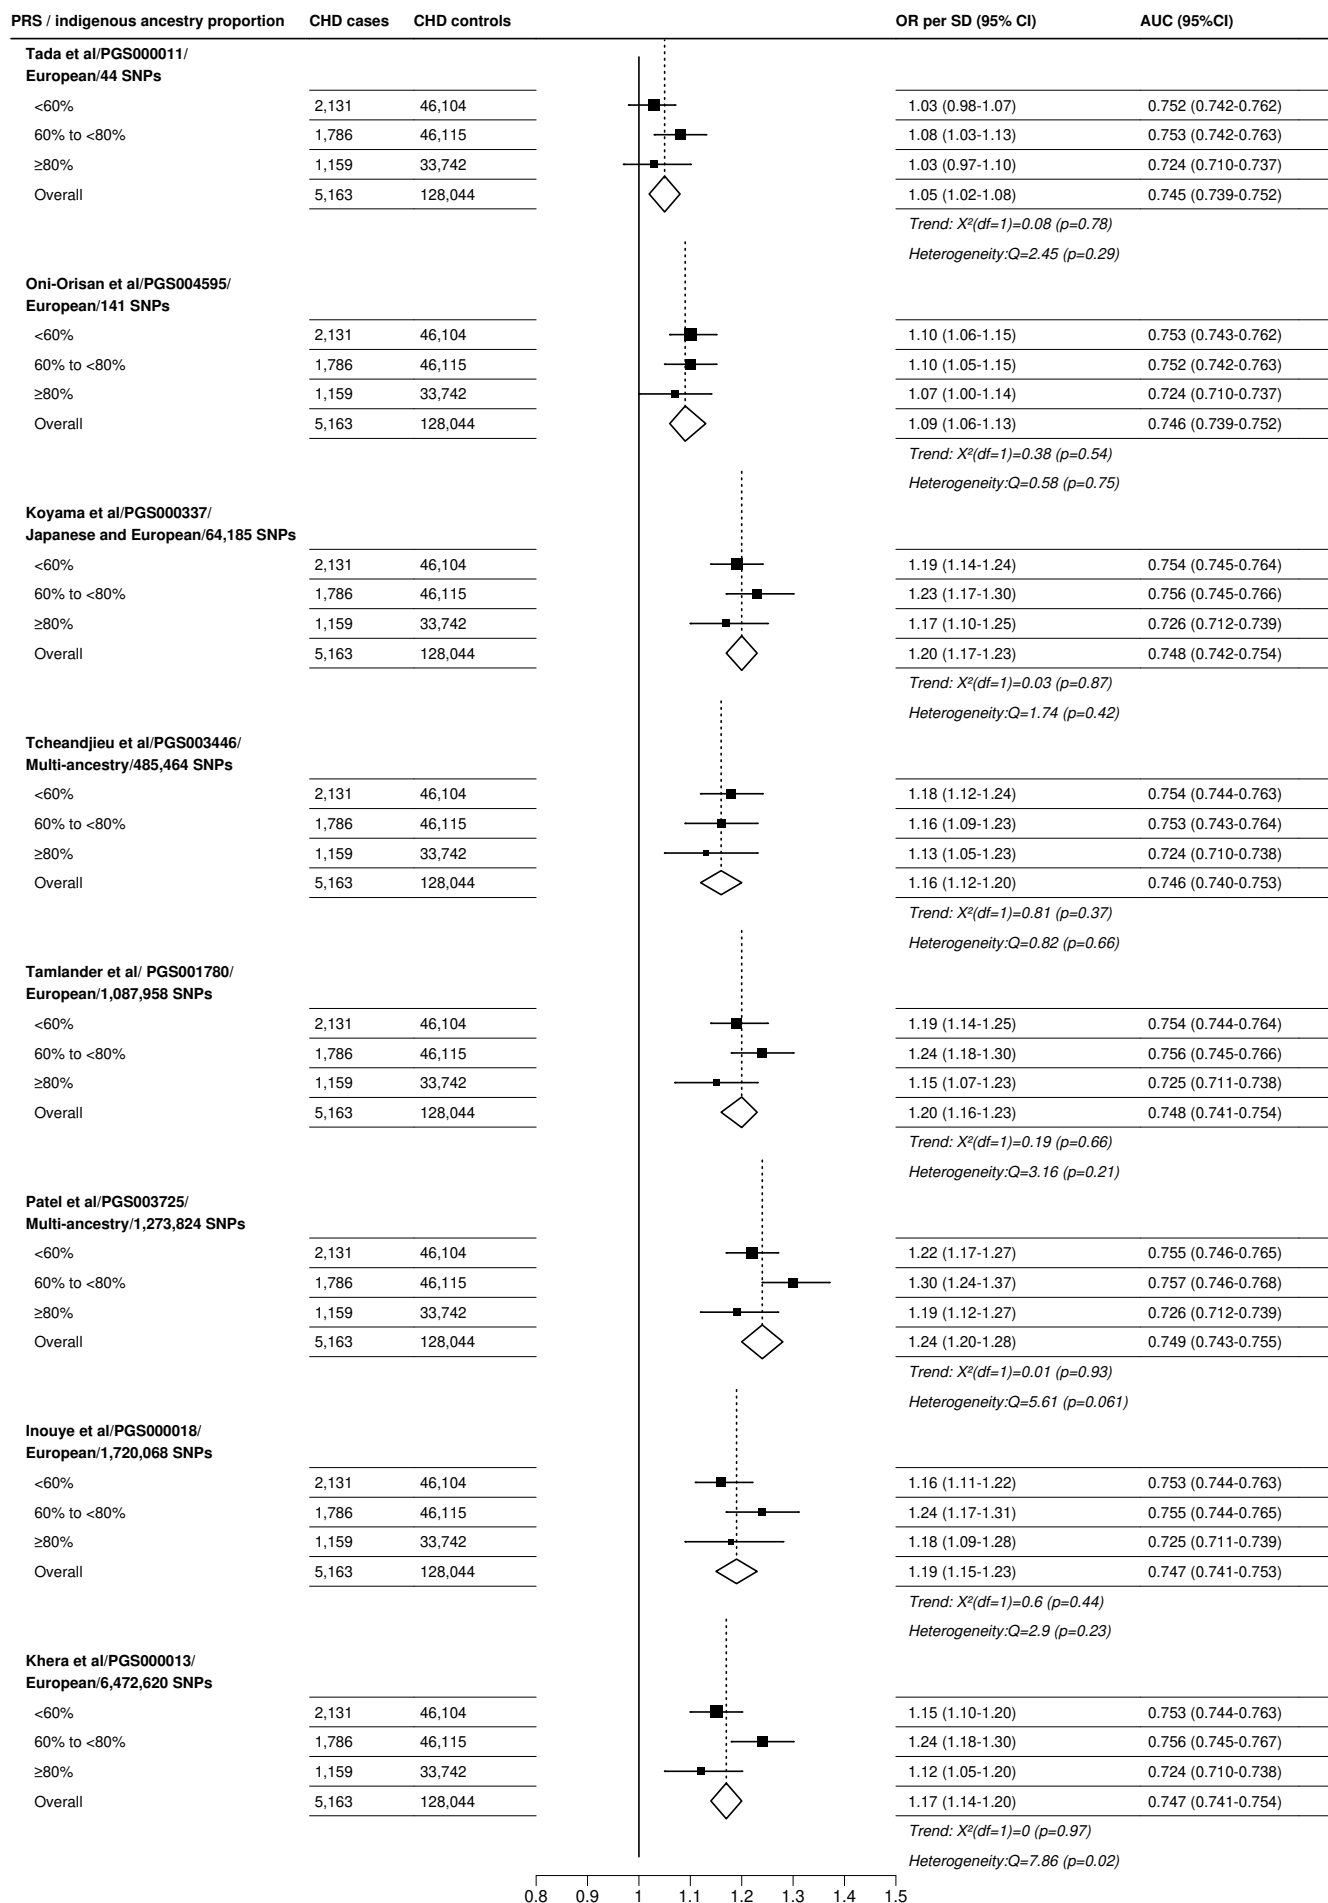 PRS / indigenous ancestry proportion CHD cases CHD controls OR per SD (95% CI) AUC (95%CI)
Tada et al/PGS000011/
European/44 SNPs
<60% 2,131 46,104 1.03 (0.98-1.07) 0.752 (0.742-0.762)
60% to <80% 1,786 46,115 1.08 (1.03-1.13) 0.753 (0.742-0.763)
≥80% 1,159 33,742 1.03 (0.97-1.10) 0.724 (0.710-0.737)
Overall 5,163 128,044 1.05 (1.02-1.08) 0.745 (0.739-0.752)
Trend: X²(df=1)=0.08 (p=0.78)
Heterogeneity:Q=2.45 (p=0.29)
Oni-Orisan et al/PGS004595/
European/141 SNPs
<60% 2,131 46,104 1.10 (1.06-1.15) 0.753 (0.743-0.762)
60% to <80% 1,786 46,115 1.10 (1.05-1.15) 0.752 (0.742-0.763)
≥80% 1,159 33,742 1.07 (1.00-1.14) 0.724 (0.710-0.737)
Overall 5,163 128,044 1.09 (1.06-1.13) 0.746 (0.739-0.752)
Trend: X²(df=1)=0.38 (p=0.54)
Heterogeneity:Q=0.58 (p=0.75)
Koyama et al/PGS000337/
Japanese and European/64,185 SNPs
<60% 2,131 46,104 1.19 (1.14-1.24) 0.754 (0.745-0.764)
60% to <80% 1,786 46,115 1.23 (1.17-1.30) 0.756 (0.745-0.766)
≥80% 1,159 33,742 1.17 (1.10-1.25) 0.726 (0.712-0.739)
Overall 5,163 128,044 1.20 (1.17-1.23) 0.748 (0.742-0.754)
Trend: X²(df=1)=0.03 (p=0.87)
Heterogeneity:Q=1.74 (p=0.42)
Tcheandjieu et al/PGS003446/
Multi-ancestry/485,464 SNPs
<60% 2,131 46,104 1.18 (1.12-1.24) 0.754 (0.744-0.763)
60% to <80% 1,786 46,115 1.16 (1.09-1.23) 0.753 (0.743-0.764)
≥80% 1,159 33,742 1.13 (1.05-1.23) 0.724 (0.710-0.738)
Overall 5,163 128,044 1.16 (1.12-1.20) 0.746 (0.740-0.753)
Trend: X²(df=1)=0.81 (p=0.37)
Heterogeneity:Q=0.82 (p=0.66)
Tamlander et al/ PGS001780/
European/1,087,958 SNPs
<60% 2,131 46,104 1.19 (1.14-1.25) 0.754 (0.744-0.764)
60% to <80% 1,786 46,115 1.24 (1.18-1.30) 0.756 (0.745-0.766)
≥80% 1,159 33,742 1.15 (1.07-1.23) 0.725 (0.711-0.738)
Overall 5,163 128,044 1.20 (1.16-1.23) 0.748 (0.741-0.754)
Trend: X²(df=1)=0.19 (p=0.66)
Heterogeneity:Q=3.16 (p=0.21)
Patel et al/PGS003725/
Multi-ancestry/1,273,824 SNPs
<60% 2,131 46,104 1.22 (1.17-1.27) 0.755 (0.746-0.765)
60% to <80% 1,786 46,115 1.30 (1.24-1.37) 0.757 (0.746-0.768)
≥80% 1,159 33,742 1.19 (1.12-1.27) 0.726 (0.712-0.739)
Overall 5,163 128,044 1.24 (1.20-1.28) 0.749 (0.743-0.755)
Trend: X²(df=1)=0.01 (p=0.93)
Heterogeneity:Q=5.61 (p=0.061)
Inouye et al/PGS000018/
European/1,720,068 SNPs
<60% 2,131 46,104 1.16 (1.11-1.22) 0.753 (0.744-0.763)
60% to <80% 1,786 46,115 1.24 (1.17-1.31) 0.755 (0.744-0.765)
≥80% 1,159 33,742 1.18 (1.09-1.28) 0.725 (0.711-0.739)
Overall 5,163 128,044 1.19 (1.15-1.23) 0.747 (0.741-0.753)
Trend: X²(df=1)=0.6 (p=0.44)
Heterogeneity:Q=2.9 (p=0.23)
Khera et al/PGS000013/
European/6,472,620 SNPs
<60% 2,131 46,104 1.15 (1.10-1.20) 0.753 (0.744-0.763)
60% to <80% 1,786 46,115 1.24 (1.18-1.30) 0.756 (0.745-0.767)
≥80% 1,159 33,742 1.12 (1.05-1.20) 0.724 (0.710-0.738)
Overall 5,163 128,044 1.17 (1.14-1.20) 0.747 (0.741-0.754)
Trend: X²(df=1)=0 (p=0.97)
Heterogeneity:Q=7.86 (p=0.02)
0.8 0.9 1 1.1 1.2 1.3 1.4 1.5